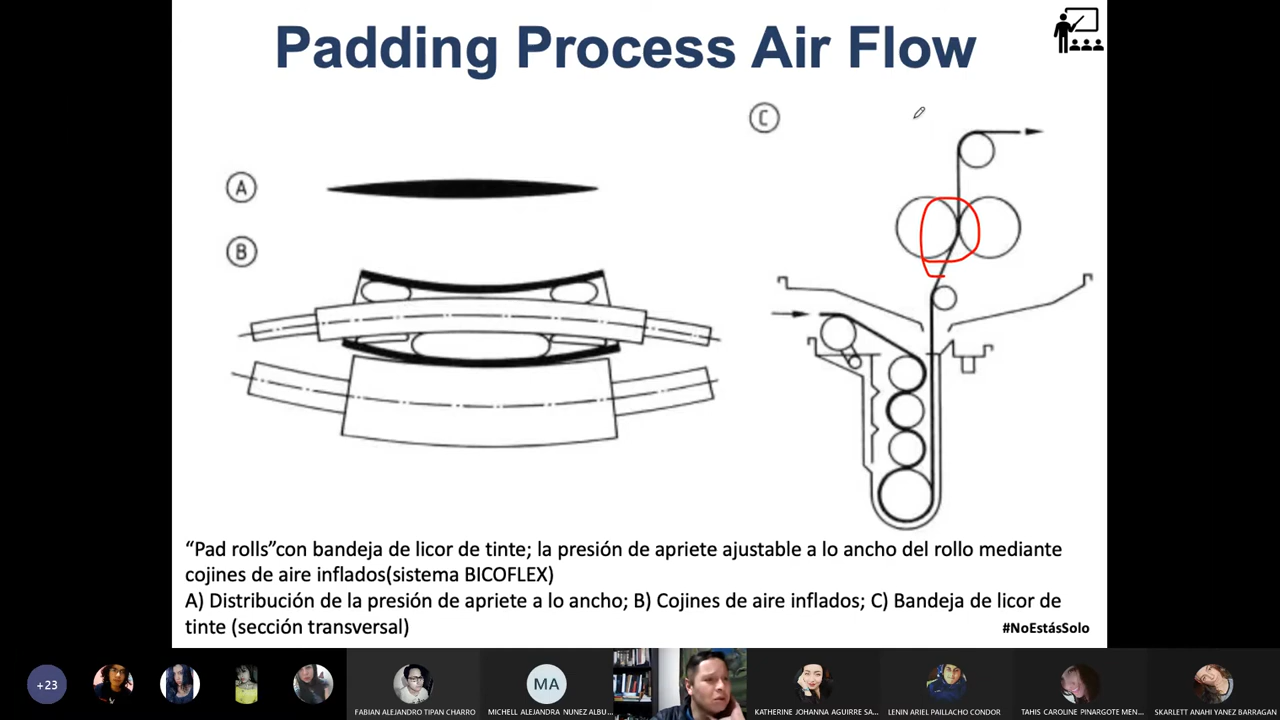 Padding Process Air Flow
C
A
B
“Pad rolls”con bandeja de licor de tinte; la presión de apriete ajustable a lo ancho del rollo mediante
cojines de aire inflados(sistema BICOFLEX)
A) Distribución de la presión de apriete a lo ancho; B) Cojines de aire inflados; C) Bandeja de licor de
tinte (sección transversal)
#NoEstásSolo
+23
MA
FABIAN ALEJANDRO TIPAN CHARRO
MICHELL ALEJANDRA NUNEZ ALBU...
KATHERINE JOHANNA AGUIRRE SA...
LENIN ARIEL PAILLACHO CONDOR
TAHIS CAROLINE PINARGOTE MEN...
SKARLETT ANAHI YANEZ BARRAGAN